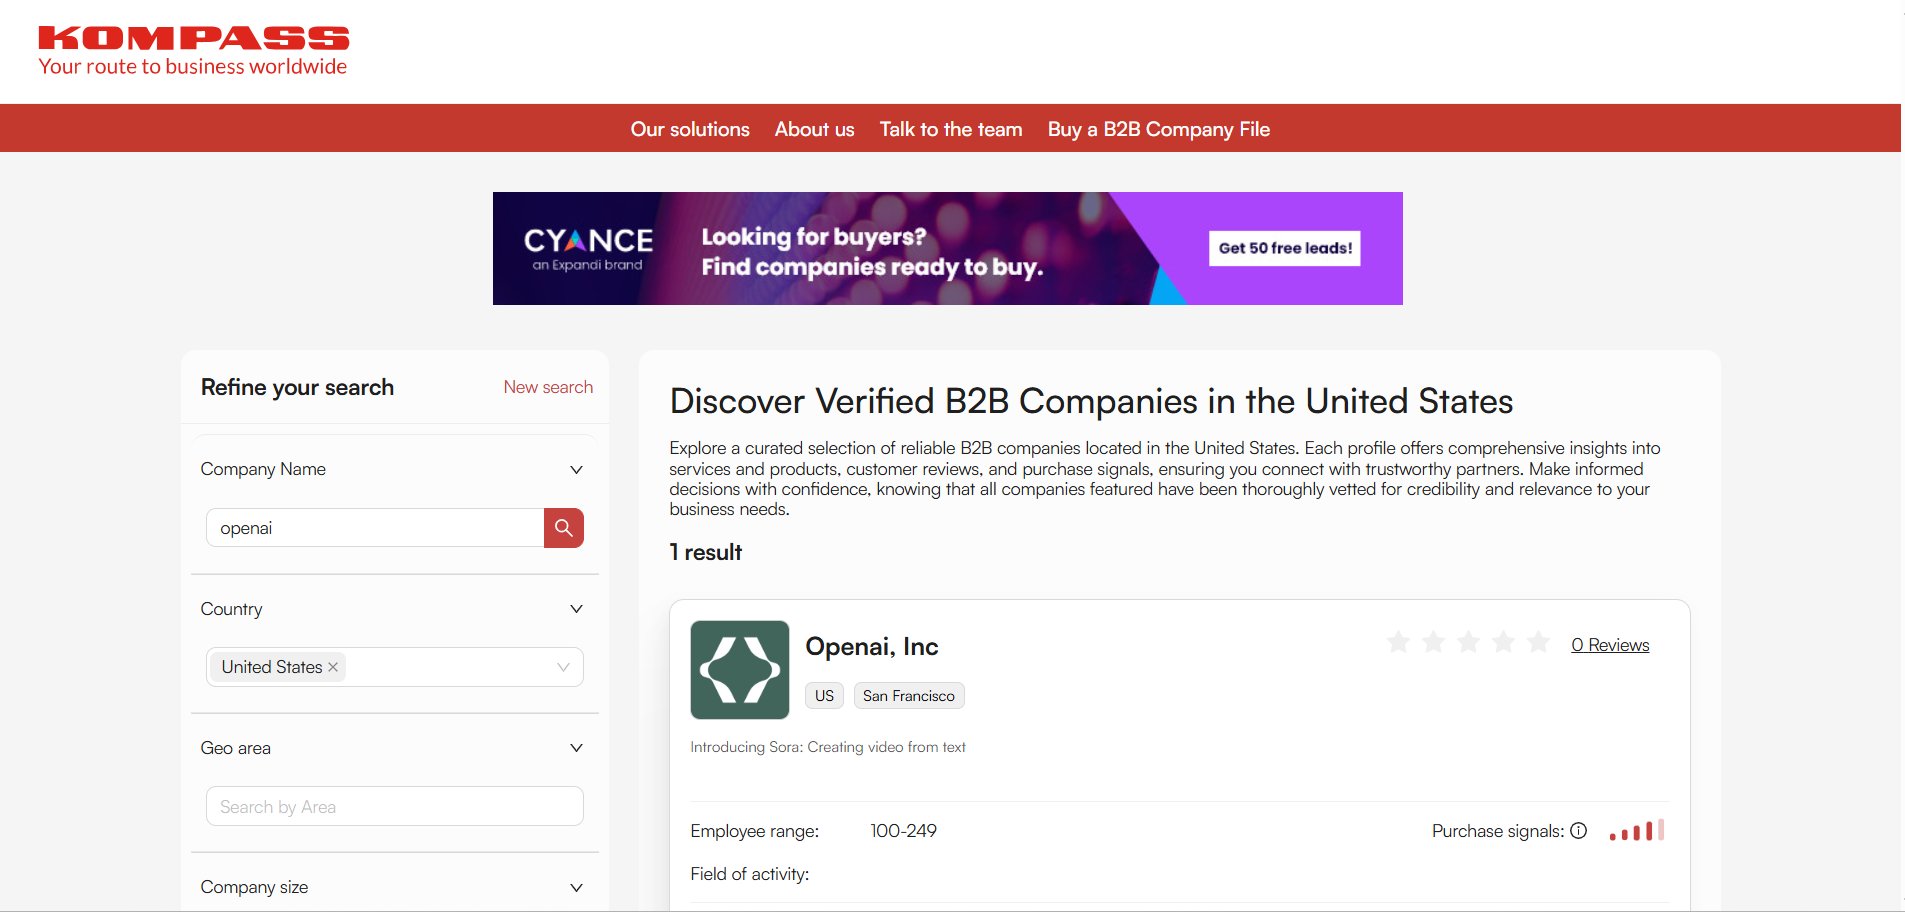 KOMPASS
Your route to business worldwide
Our solutions
About us
Talk to the team
Buy a B2B Company File
CYANCE
an Expandi brand
Looking for buyers?
Find companies ready to buy.
Get 50 free leads!
Refine your search
New search
Company Name
openai
Country
United States
Geo area
Search by Area
Company size
Discover Verified B2B Companies in the United States
Explore a curated selection of reliable B2B companies located in the United States. Each profile offers comprehensive insights into
services and products, customer reviews, and purchase signals, ensuring you connect with trustworthy partners. Make informed
decisions with confidence, knowing that all companies featured have been thoroughly vetted for credibility and relevance to your
business needs.
1 result
Openai, Inc
0 Reviews
US
San Francisco
Introducing Sora: Creating video from text
Employee range: 100-249
Purchase signals:
Field of activity: